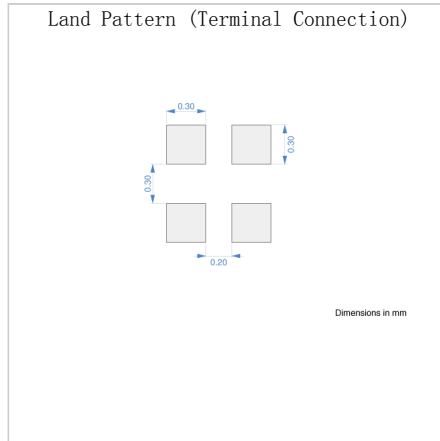 Land Pattern (Terminal Connection)
0.30
0.30
0.30
0.20
Dimensions in mm